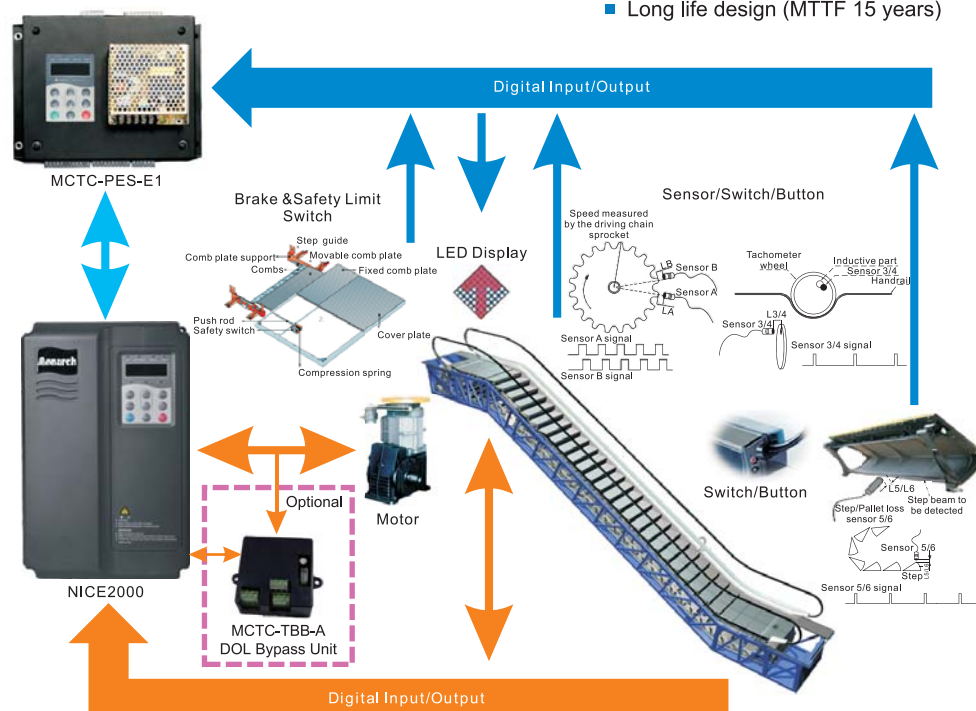 Long life design (MTTF 15 years)
Digital Input/Output
MCTC-PES-E1
Brake &Safety Limit
Switch
Step guide
Comb plate support
Movable comb plate
Combs
Fixed comb plate
Push rod
Safety switch
Cover plate
Compression spring
LED Display
Sensor/Switch/Button
Speed measured
by the driving chain
sprocket
LB
Sensor B
Sensor A
LA
Sensor A signal
Sensor B signal
Tachometer
wheel
Inductive part
Sensor 3/4
Handrail
L3/4
Sensor 3/4
Sensor 3/4 signal
Monarch
NICE2000
Optional
Motor
MCTC-TBB-A
DOL Bypass Unit
Switch/Button
L5/L6
Step/Pallet loss
sensor 5/6
Step beam to
be detected
Sensor 5/6
Step
Sensor 5/6 signal
Digital Input/Output